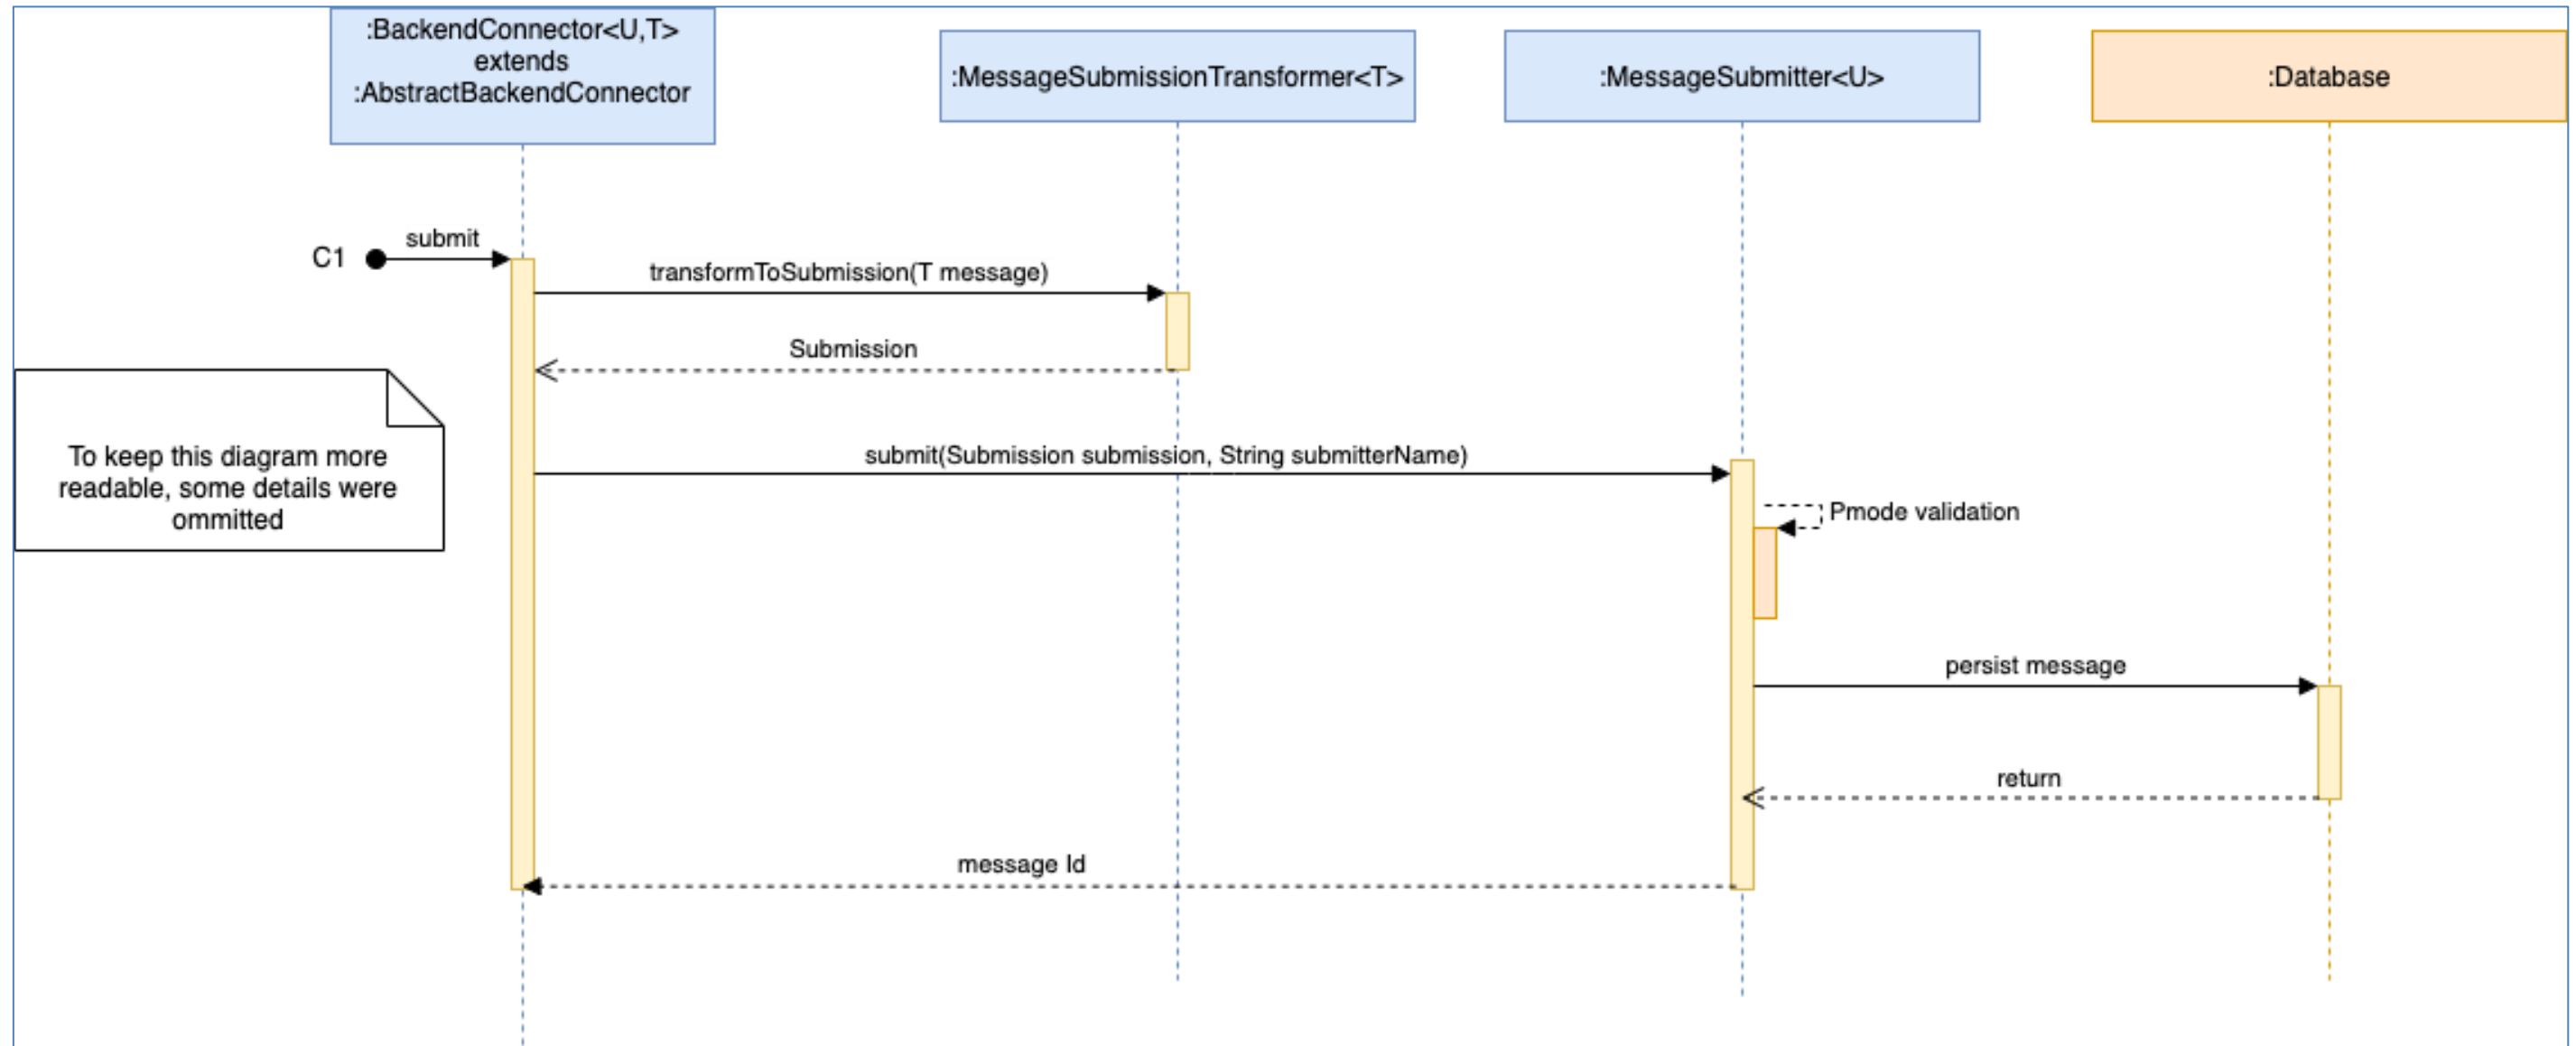 :BackendConnector<U,T>
extends
:AbstractBackendConnector
:MessageSubmissionTransformer<T>
:MessageSubmitter<U>
:Database
C1
submit
transformToSubmission(T message)
Submission
To keep this diagram more
readable, some details were
ommitted
submit(Submission submission, String submitterName)
Pmode validation
persist message
return
message Id